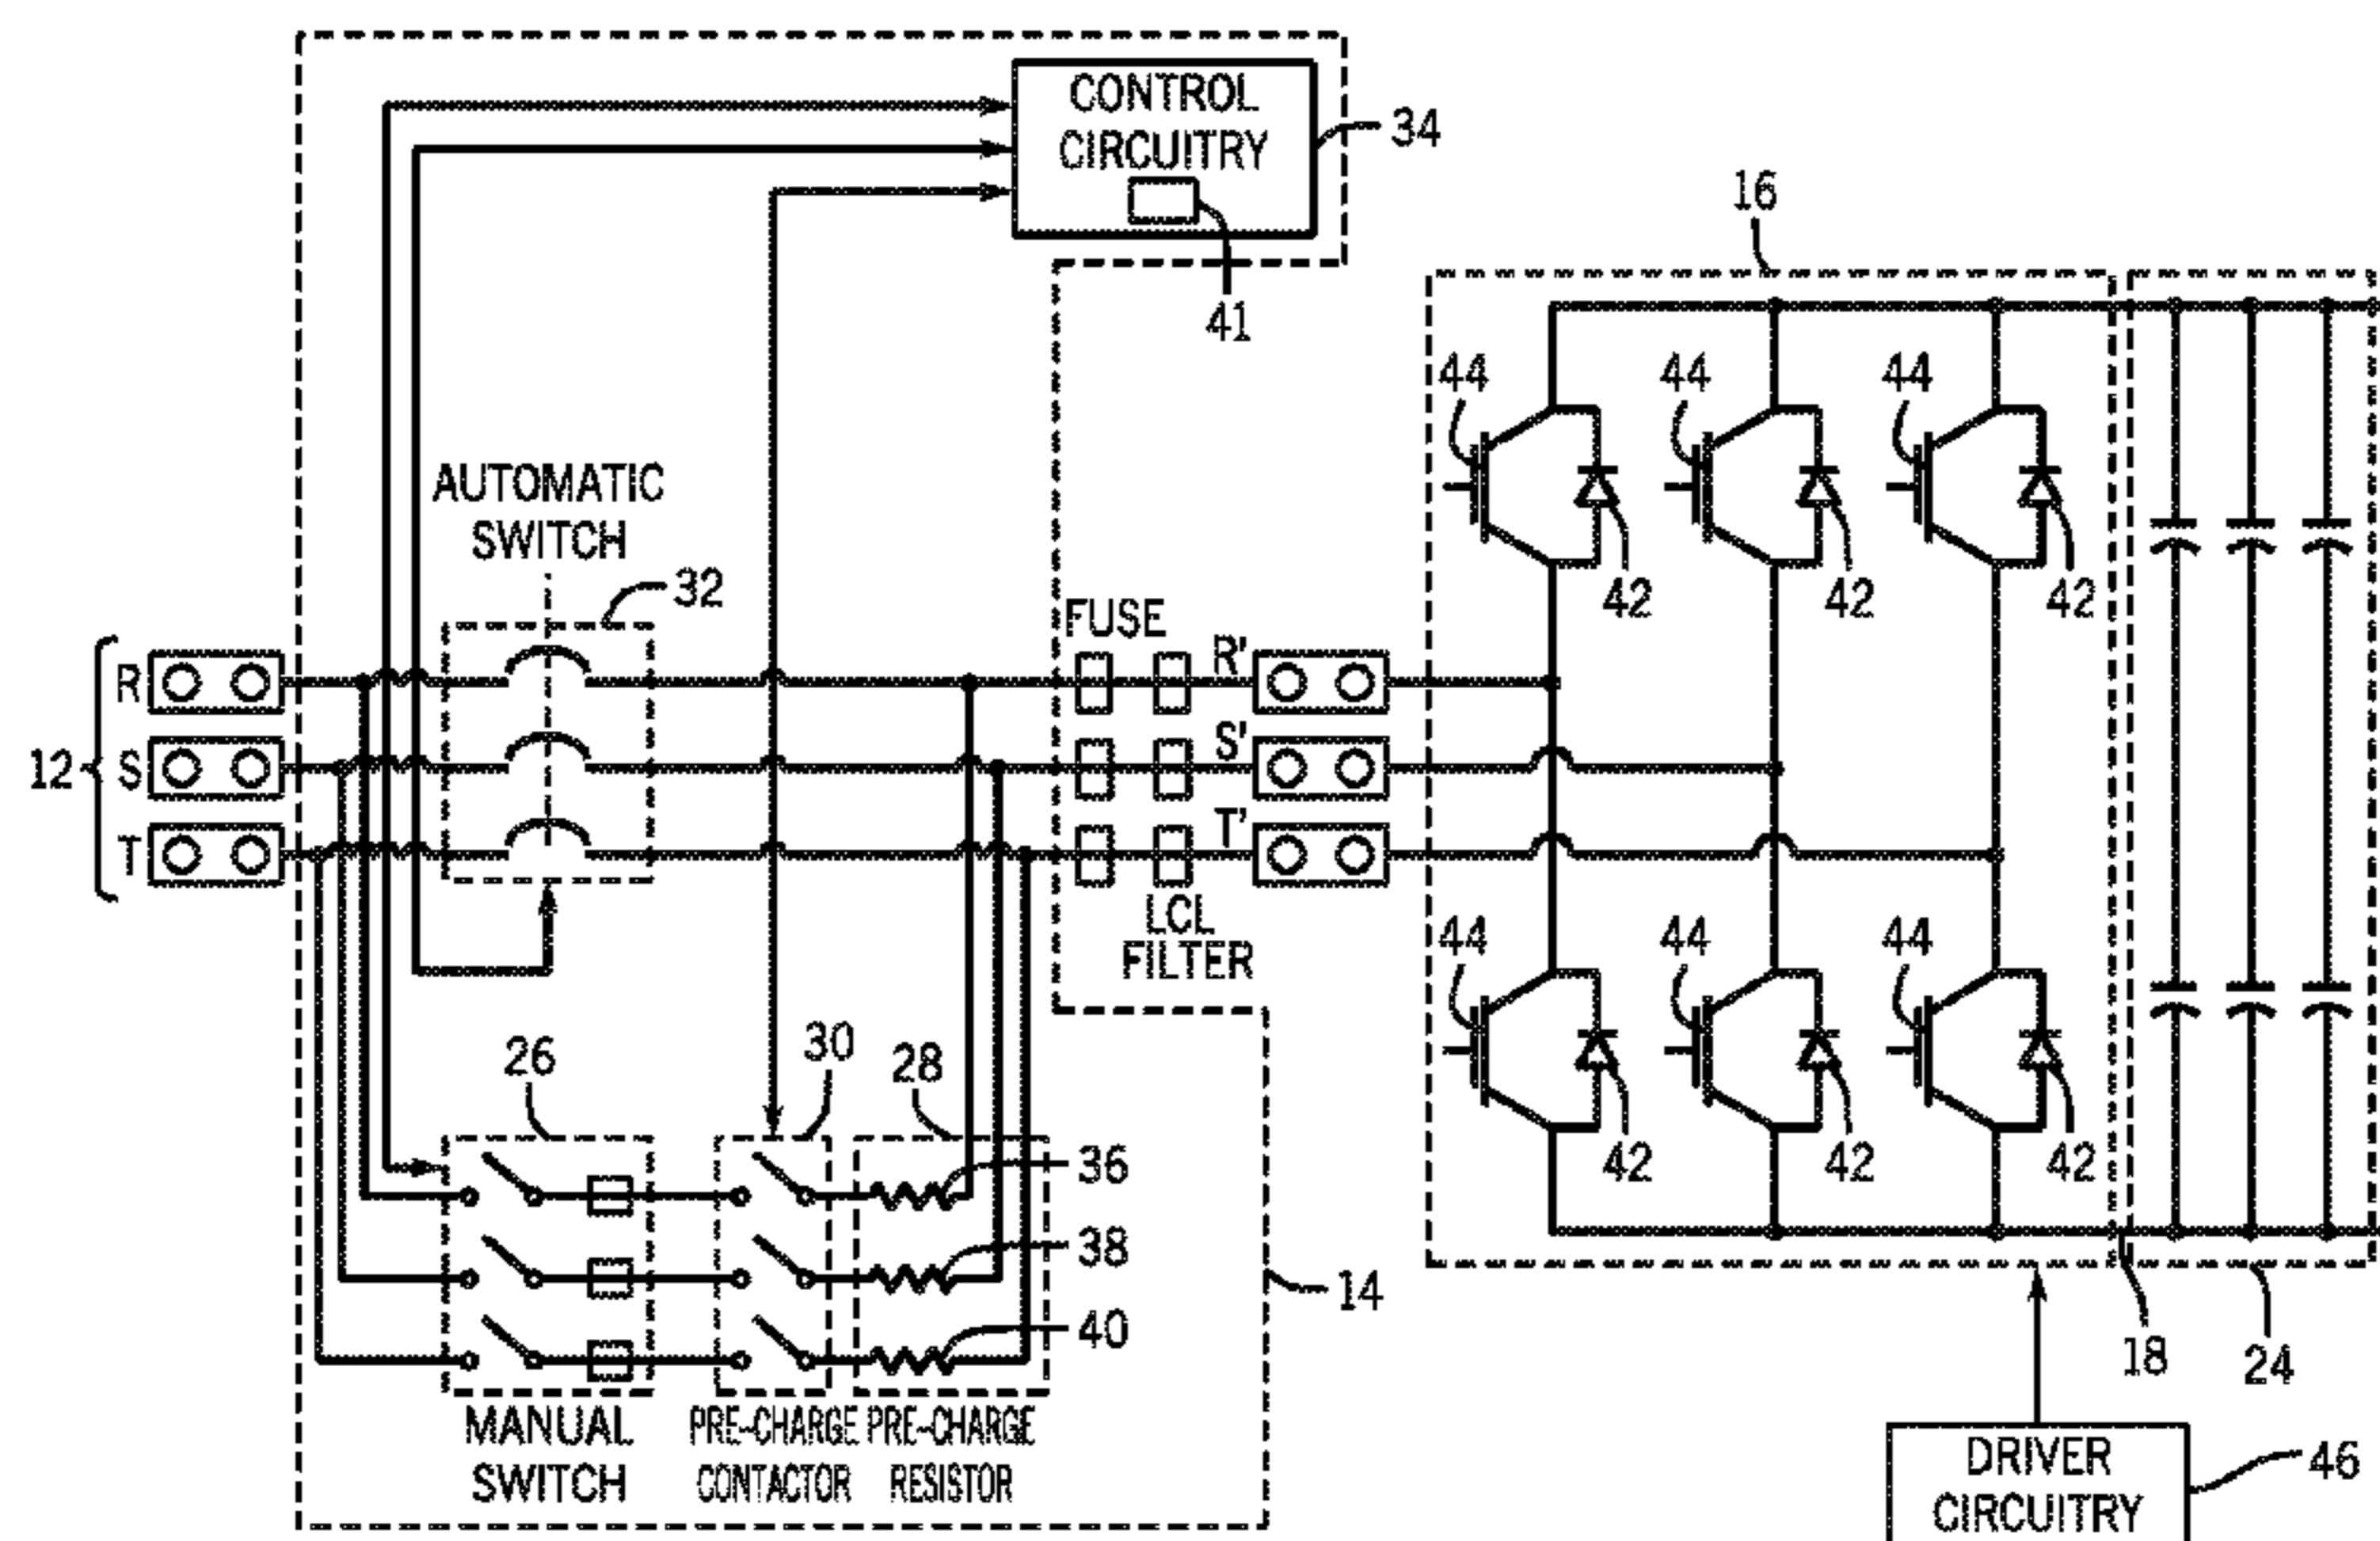 CONTROL
CIRCUITRY
34
41
16
44 44 44
AUTOMATIC
SWITCH
32
42 42 42
FUSE
R R'
12 S S'
T T'
LCL
FILTER
44 44 44
26 30 28
36
42 42 42
38
14
40
18 24
MANUAL
SWITCH
PRE-CHARGE
CONTACTOR
PRE-CHARGE
RESISTOR
DRIVER
CIRCUITRY
46